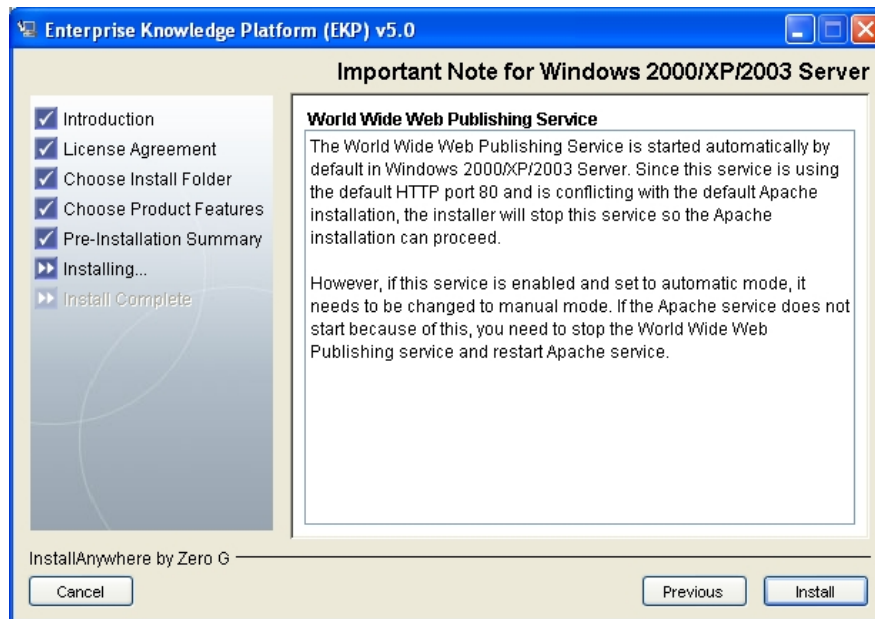 Enterprise Knowledge Platform (EKP) v5.0
Important Note for Windows 2000/XP/2003 Server
Introduction
License Agreement
Choose Install Folder
Choose Product Features
Pre-Installation Summary
Installing...
Install Complete
World Wide Web Publishing Service
The World Wide Web Publishing Service is started automatically by
default in Windows 2000/XP/2003 Server. Since this service is using
the default HTTP port 80 and is conflicting with the default Apache
installation, the installer will stop this service so the Apache
installation can proceed.
However, if this service is enabled and set to automatic mode, it
needs to be changed to manual mode. If the Apache service does not
start because of this, you need to stop the World Wide Web
Publishing service and restart Apache service.
InstallAnywhere by Zero G
Cancel
Previous
Install